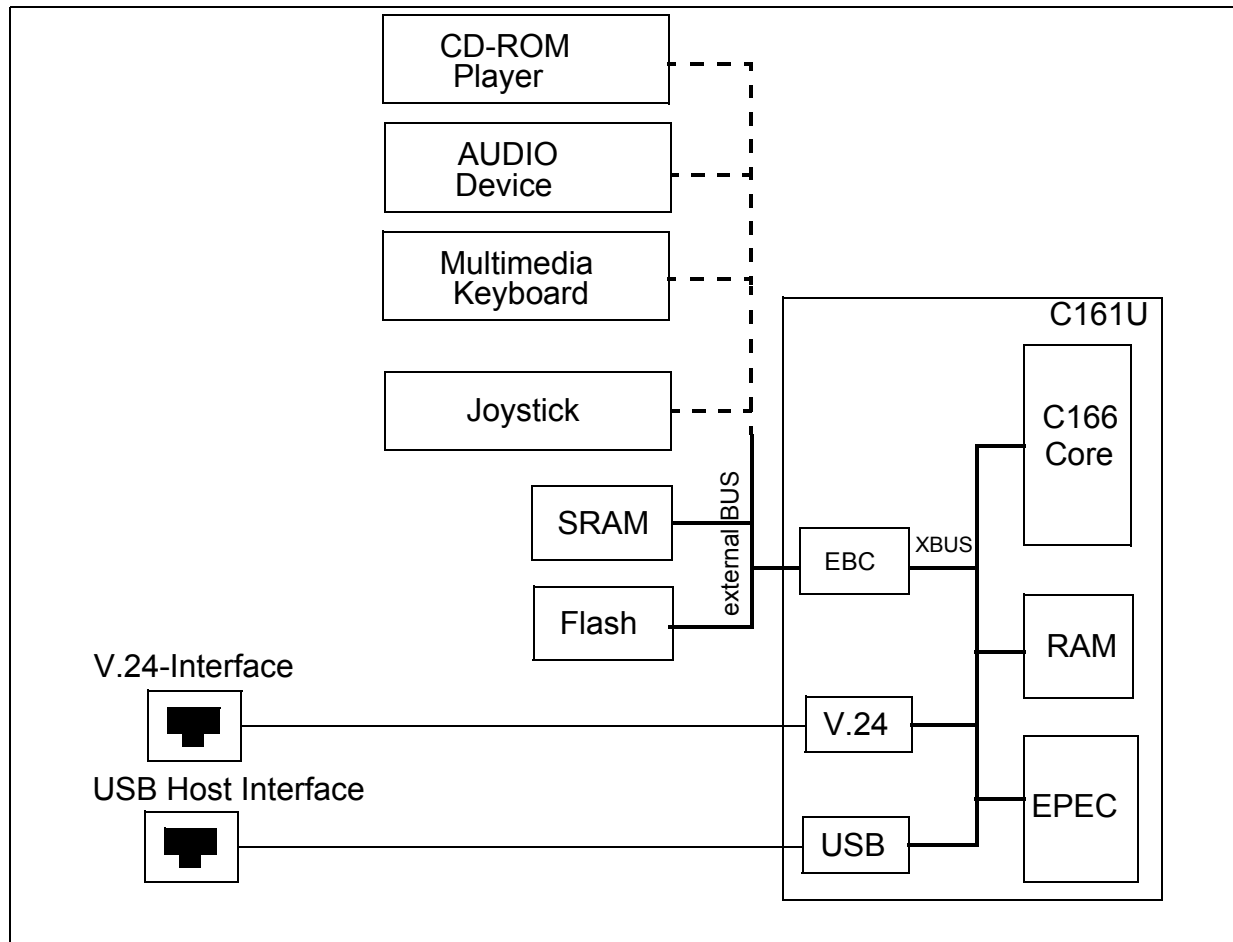 CD-ROM
Player
AUDIO
Device
Multimedia
Keyboard
Joystick
SRAM
Flash
external BUS
C161U
C166
Core
EBC
XBUS
RAM
V.24-Interface
V.24
USB Host Interface
USB
EPEC